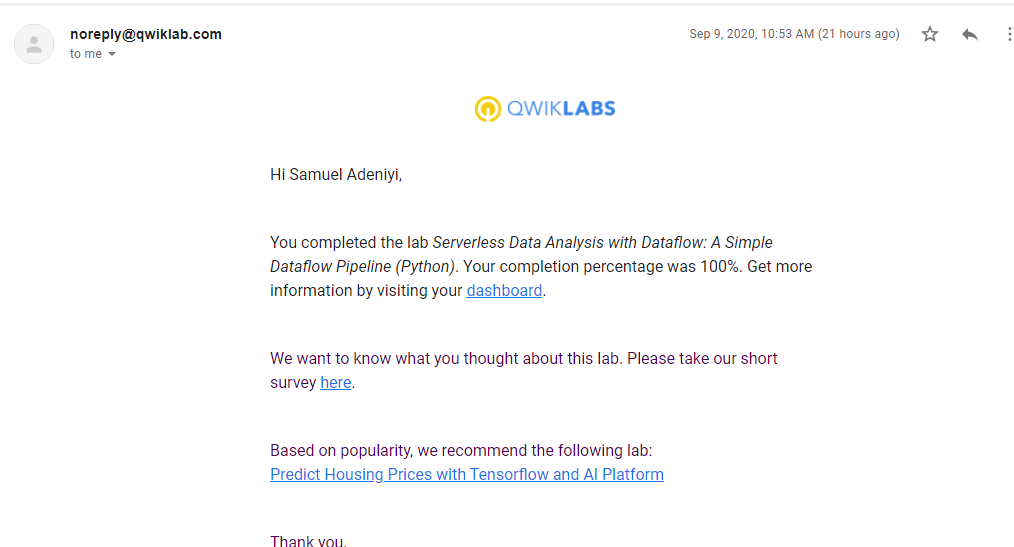 noreply@qwiklab.com
Sep 9, 2020, 10:53 AM (21 hours ago)
to me
QWIKLABS
Hi Samuel Adeniyi,
You completed the lab Serverless Data Analysis with Dataflow: A Simple
Dataflow Pipeline (Python). Your completion percentage was 100%. Get more
information by visiting your dashboard.
We want to know what you thought about this lab. Please take our short
survey here.
Based on popularity, we recommend the following lab:
Predict Housing Prices with Tensorflow and AI Platform
Thank you.